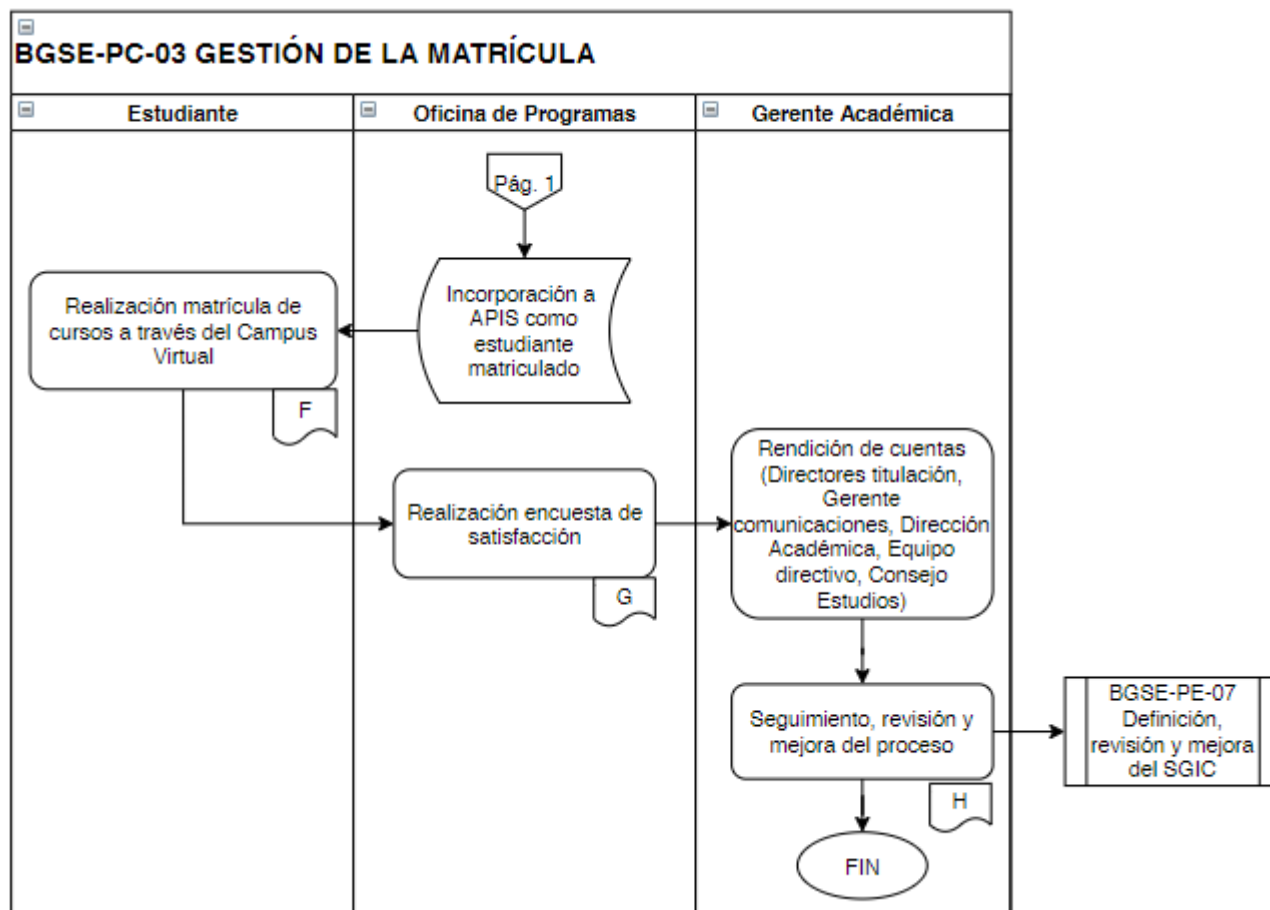 BGSE-PC-03 GESTIÓN DE LA MATRÍCULA
Estudiante
Oficina de Programas
Gerente Académica
Pág. 1
Incorporación a
APIS como
estudiante
matriculado
Realización matrícula de
cursos a través del Campus
Virtual
F
Realización encuesta de
satisfacción
G
Rendición de cuentas
(Directores titulación,
Gerente
comunicaciones, Dirección
Académica, Equipo
directivo, Consejo
Estudios)
Seguimiento, revisión y
mejora del proceso
H
BGSE-PE-07
Definición,
revisión y mejora
del SGIC
FIN